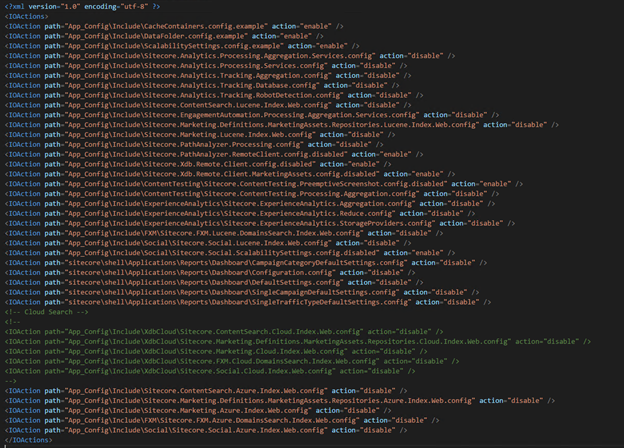 <?xml version="1.0" encoding="utf-8" ?>
<IOActions>
<IOAction path="App_Config\Include\CacheContainers.config.example" action="enable" />
<IOAction path="App_Config\Include\DataFolder.config.example" action="enable" />
<IOAction path="App_Config\Include\ScalabilitySettings.config.example" action="enable" />
<IOAction path="App_Config\Include\Sitecore.Analytics.Processing.Aggregation.Services.config" action="disable" />
<IOAction path="App_Config\Include\Sitecore.Analytics.Processing.Services.config" action="disable" />
<IOAction path="App_Config\Include\Sitecore.Analytics.Tracking.Aggregation.config" action="disable" />
<IOAction path="App_Config\Include\Sitecore.Analytics.Tracking.Database.config" action="disable" />
<IOAction path="App_Config\Include\Sitecore.Analytics.Tracking.RobotDetection.config" action="disable" />
<IOAction path="App_Config\Include\Sitecore.ContentSearch.Lucene.Index.Web.config" action="disable" />
<IOAction path="App_Config\Include\Sitecore.EngagementAutomation.Processing.Aggregation.Services.config" action="disable" />
<IOAction path="App_Config\Include\Sitecore.Marketing.Definitions.MarketingAssets.Repositories.Lucene.Index.Web.config" action="disable" />
<IOAction path="App_Config\Include\Sitecore.Marketing.Lucene.Index.Web.config" action="disable" />
<IOAction path="App_Config\Include\Sitecore.PathAnalyzer.Processing.config" action="disable" />
<IOAction path="App_Config\Include\Sitecore.PathAnalyzer.RemoteClient.config.disabled" action="enable" />
<IOAction path="App_Config\Include\Sitecore.Xdb.Remote.Client.config.disabled" action="enable" />
<IOAction path="App_Config\Include\Sitecore.Xdb.Remote.Client.MarketingAssets.config.disabled" action="enable" />
<IOAction path="App_Config\Include\ContentTesting\Sitecore.ContentTesting.PreemptiveScreenshot.config.disabled" action="enable" />
<IOAction path="App_Config\Include\ContentTesting\Sitecore.ContentTesting.Processing.Aggregation.config" action="disable" />
<IOAction path="App_Config\Include\ExperienceAnalytics\Sitecore.ExperienceAnalytics.Aggregation.config" action="disable" />
<IOAction path="App_Config\Include\ExperienceAnalytics\Sitecore.ExperienceAnalytics.Reduce.config" action="disable" />
<IOAction path="App_Config\Include\ExperienceAnalytics\Sitecore.ExperienceAnalytics.StorageProviders.config" action="disable" />
<IOAction path="App_Config\Include\FXM\Sitecore.FXM.Lucene.DomainsSearch.Index.Web.config" action="disable" />
<IOAction path="App_Config\Include\Social\Sitecore.Social.Lucene.Index.Web.config" action="disable" />
<IOAction path="App_Config\Include\Social\Sitecore.Social.ScalabilitySettings.config.disabled" action="enable" />
<IOAction path="sitecore\shell\Applications\Reports\Dashboard\CampaignCategoryDefaultSettings.config" action="disable" />
<IOAction path="sitecore\shell\Applications\Reports\Dashboard\Configuration.config" action="disable" />
<IOAction path="sitecore\shell\Applications\Reports\Dashboard\DefaultSettings.config" action="disable" />
<IOAction path="sitecore\shell\Applications\Reports\Dashboard\SingleCampaignDefaultSettings.config" action="disable" />
<IOAction path="sitecore\shell\Applications\Reports\Dashboard\SingleTrafficTypeDefaultSettings.config" action="disable" />
<!-- Cloud Search -->
<!--
<IOAction path="App_Config\Include\XdbCloud\Sitecore.ContentSearch.Cloud.Index.Web.config" action="disable" />
<IOAction path="App_Config\Include\XdbCloud\Sitecore.Marketing.Definitions.MarketingAssets.Repositories.Cloud.Index.Web.config" action="disable" />
<IOAction path="App_Config\Include\XdbCloud\Sitecore.Marketing.Cloud.Index.Web.config" action="disable" />
<IOAction path="App_Config\Include\XdbCloud\Sitecore.FXM.Cloud.DomainsSearch.Index.Web.config" action="disable" />
<IOAction path="App_Config\Include\XdbCloud\Sitecore.Social.Cloud.Index.Web.config" action="disable" />
-->
<IOAction path="App_Config\Include\Sitecore.ContentSearch.Azure.Index.Web.config" action="disable" />
<IOAction path="App_Config\Include\Sitecore.Marketing.Definitions.MarketingAssets.Repositories.Azure.Index.Web.config" action="disable" />
<IOAction path="App_Config\Include\Sitecore.Marketing.Azure.Index.Web.config" action="disable" />
<IOAction path="App_Config\Include\FXM\Sitecore.FXM.Azure.DomainsSearch.Index.Web.config" action="disable" />
<IOAction path="App_Config\Include\Social\Sitecore.Social.Azure.Index.Web.config" action="disable" />
</IOActions>